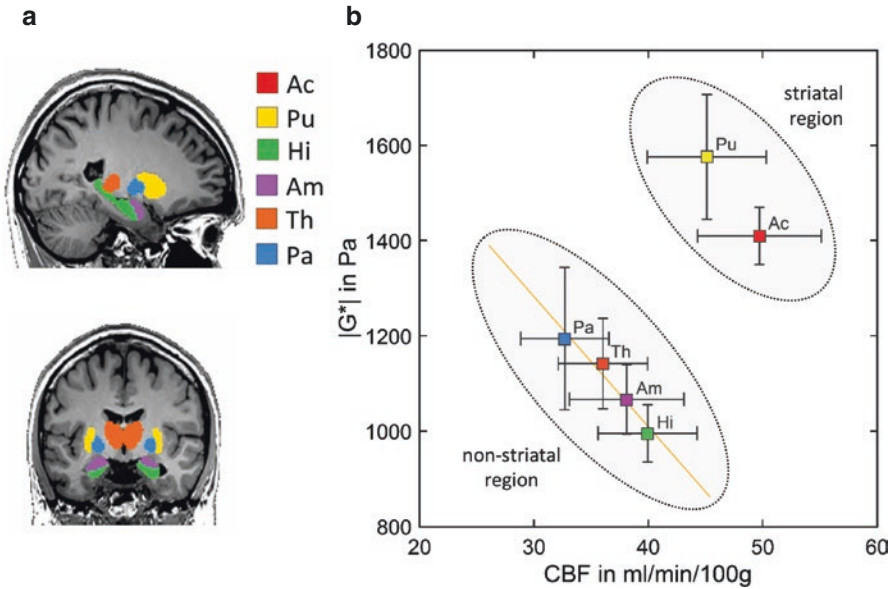 a
Ac
Pu
Hi
Am
Th
Pa
b
1800
1600
1400
1200
1000
800
|G*| in Pa
striatal
region
Pu
Ac
Pa
Th
Am
Hi
non-striatal
region
20
30
40
50
60
CBF in ml/min/100g